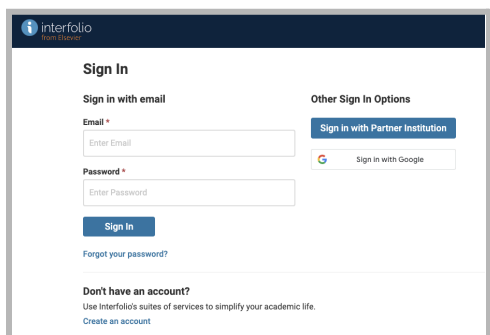 interfolio
from Elsevier
Sign In
Sign in with email
Email *
Enter Email
Password *
Enter Password
Sign In
Forgot your password?
Other Sign In Options
Sign in with Partner Institution
Sign in with Google
Don't have an account?
Use Interfolio's suites of services to simplify your academic life.
Create an account